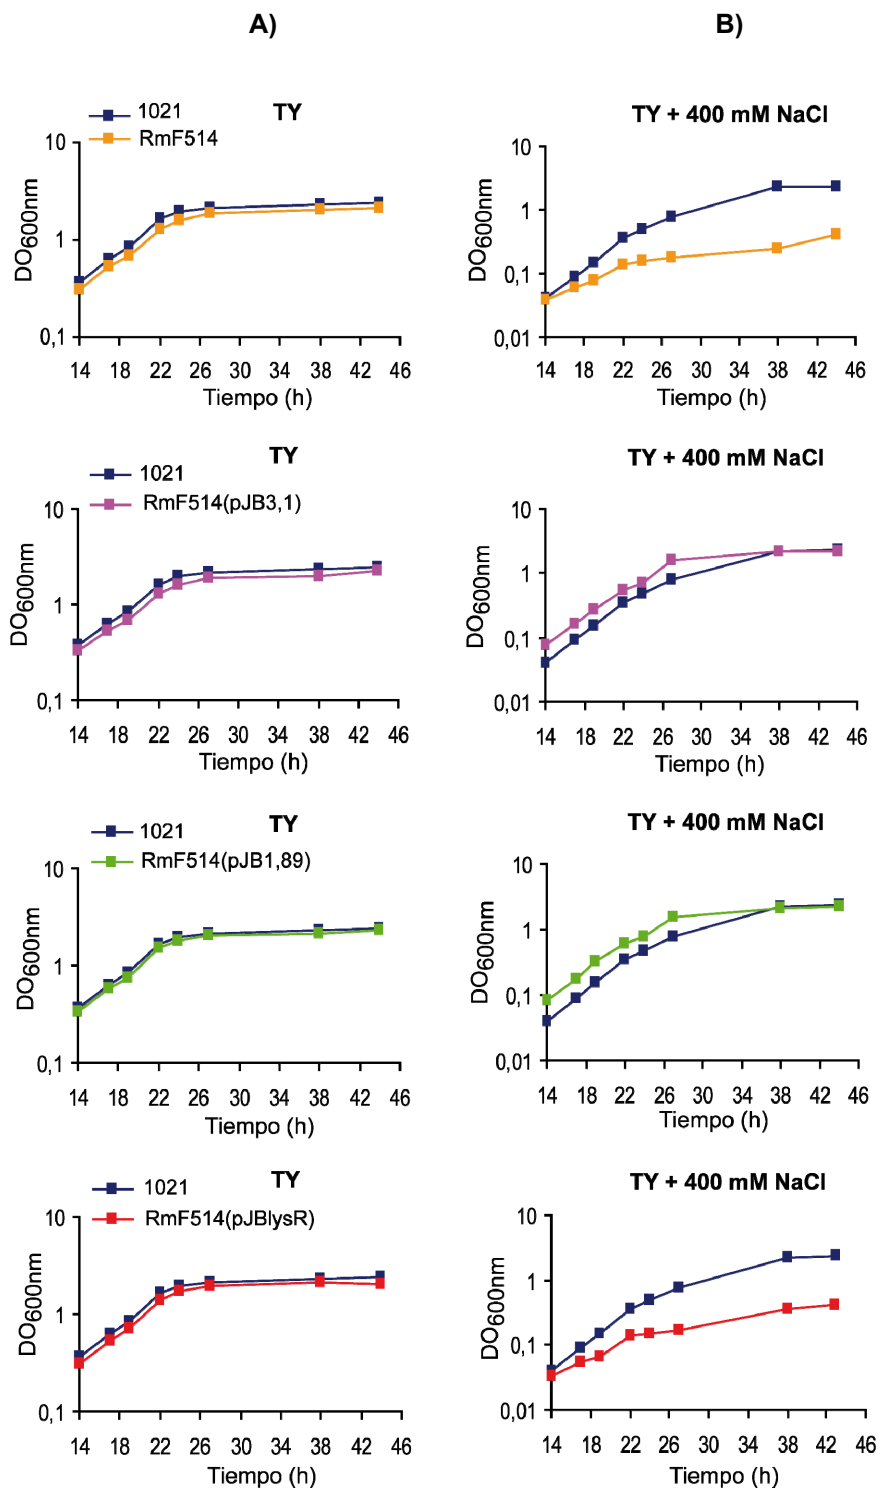 A)
B)
1021
RmF514
TY
10
1
0,1
DO600nm
14 18 22 26 30 34 38 42 46
Tiempo (h)
TY + 400 mM NaCl
10
1
0,1
0,01
DO600nm
14 18 22 26 30 34 38 42 46
Tiempo (h)
1021
RmF514(pJB3,1)
TY
10
1
0,1
DO600nm
14 18 22 26 30 34 38 42 46
Tiempo (h)
TY + 400 mM NaCl
10
1
0,1
0,01
DO600nm
14 18 22 26 30 34 38 42 46
Tiempo (h)
1021
RmF514(pJB1,89)
TY
10
1
0,1
DO600nm
14 18 22 26 30 34 38 42 46
Tiempo (h)
TY + 400 mM NaCl
10
1
0,1
0,01
DO600nm
14 18 22 26 30 34 38 42 46
Tiempo (h)
1021
RmF514(pJBlysR)
TY
10
1
0,1
DO600nm
14 18 22 26 30 34 38 42 46
Tiempo (h)
TY + 400 mM NaCl
10
1
0,1
0,01
DO600nm
14 18 22 26 30 34 38 42 46
Tiempo (h)